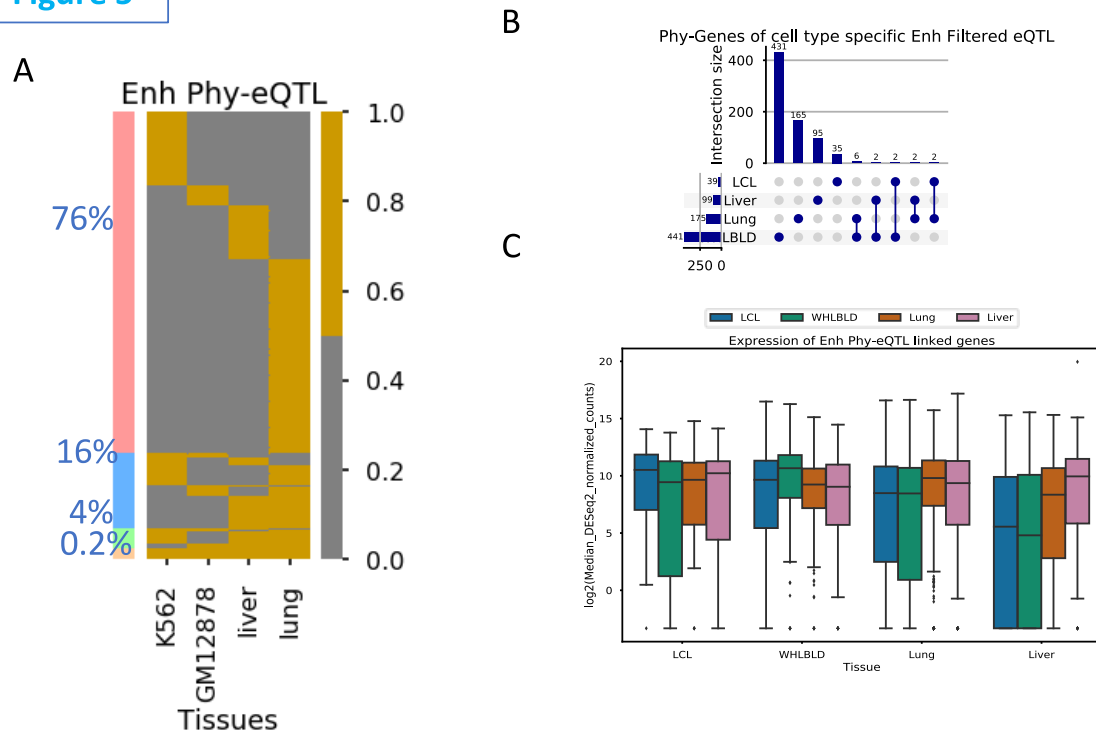 Figure 3
B
Phy-Genes of cell type specific Enh Filtered eQTL
A
Enh Phy-eQTL
1.0
0.8
0.6
0.4
0.2
0.0
76%
16%
4%
0.2%
K562
GM12878
liver
lung
Tissues
Intersection size
400
200
0
431
165
95
35
6
2
2
2
2
39
LCL
99
Liver
175
Lung
441
LBLD
250 0
C
LCL
WHLBLD
Lung
Liver
Expression of Enh Phy-eQTL linked genes
log2(Median_DESeq2_normalized_counts)
20
15
10
5
0
LCL
WHLBLD
Lung
Liver
Tissue